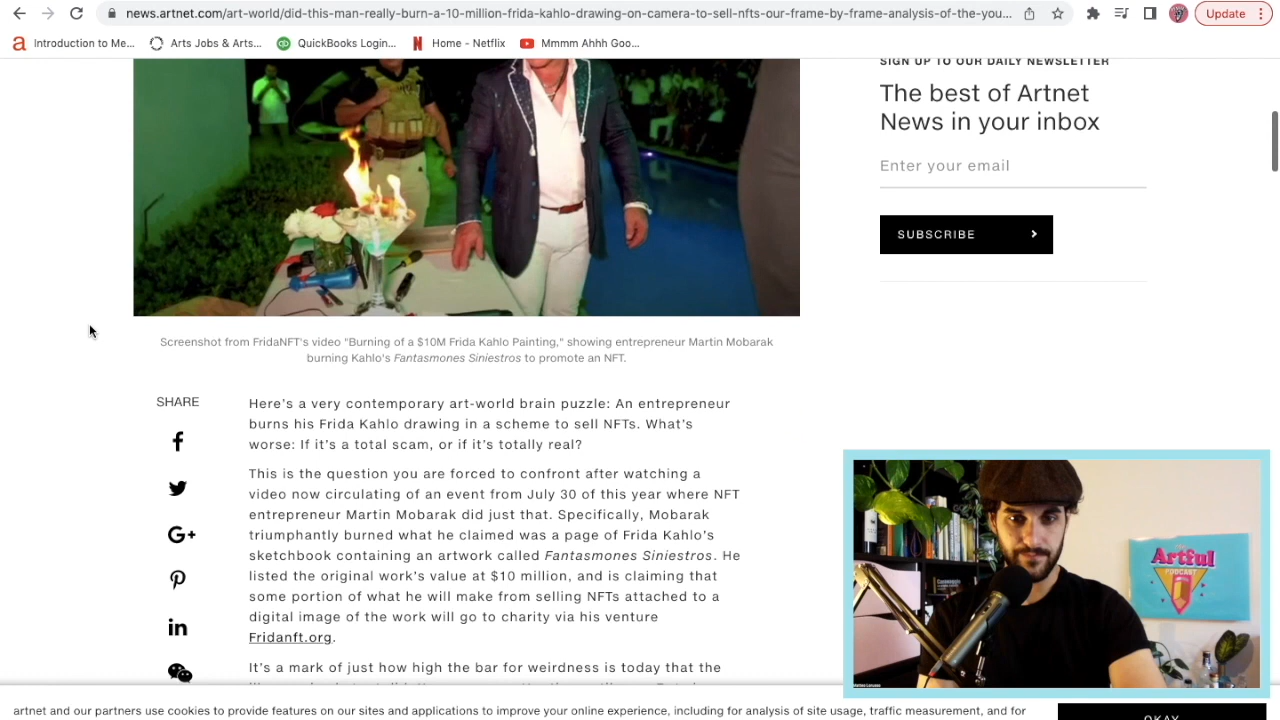 news.artnet.com/art-world/did-this-man-really-burn-a-10-million-frida-kahlo-drawing-on-camera-to-sell-nfts-our-frame-by-frame-analysis-of-the-you...
Update
Introduction to Me...
Arts Jobs & Arts...
QuickBooks Login...
Home - Netflix
Mmmm Ahhh Goo...
SIGN UP TO OUR DAILY NEWSLETTER
The best of Artnet
News in your inbox
Enter your email
SUBSCRIBE
Screenshot from FridaNFT's video "Burning of a $10M Frida Kahlo Painting," showing entrepreneur Martin Mobarak
burning Kahlo's Fantasmones Siniestros to promote an NFT.
SHARE
Here's a very contemporary art-world brain puzzle: An entrepreneur
burns his Frida Kahlo drawing in a scheme to sell NFTs. What's
worse: If it's a total scam, or if it's totally real?
This is the question you are forced to confront after watching a
video now circulating of an event from July 30 of this year where NFT
entrepreneur Martin Mobarak did just that. Specifically, Mobarak
triumphantly burned what he claimed was a page of Frida Kahlo's
sketchbook containing an artwork called Fantasmones Siniestros. He
listed the original work's value at $10 million, and is claiming that
some portion of what he will make from selling NFTs attached to a
digital image of the work will go to charity via his venture
Fridanft.org.
It's a mark of just how high the bar for weirdness is today that the
Artful
PODCAST
artnet and our partners use cookies to provide features on our sites and applications to improve your online experience, including for analysis of site usage, traffic measurement, and for
OKAY